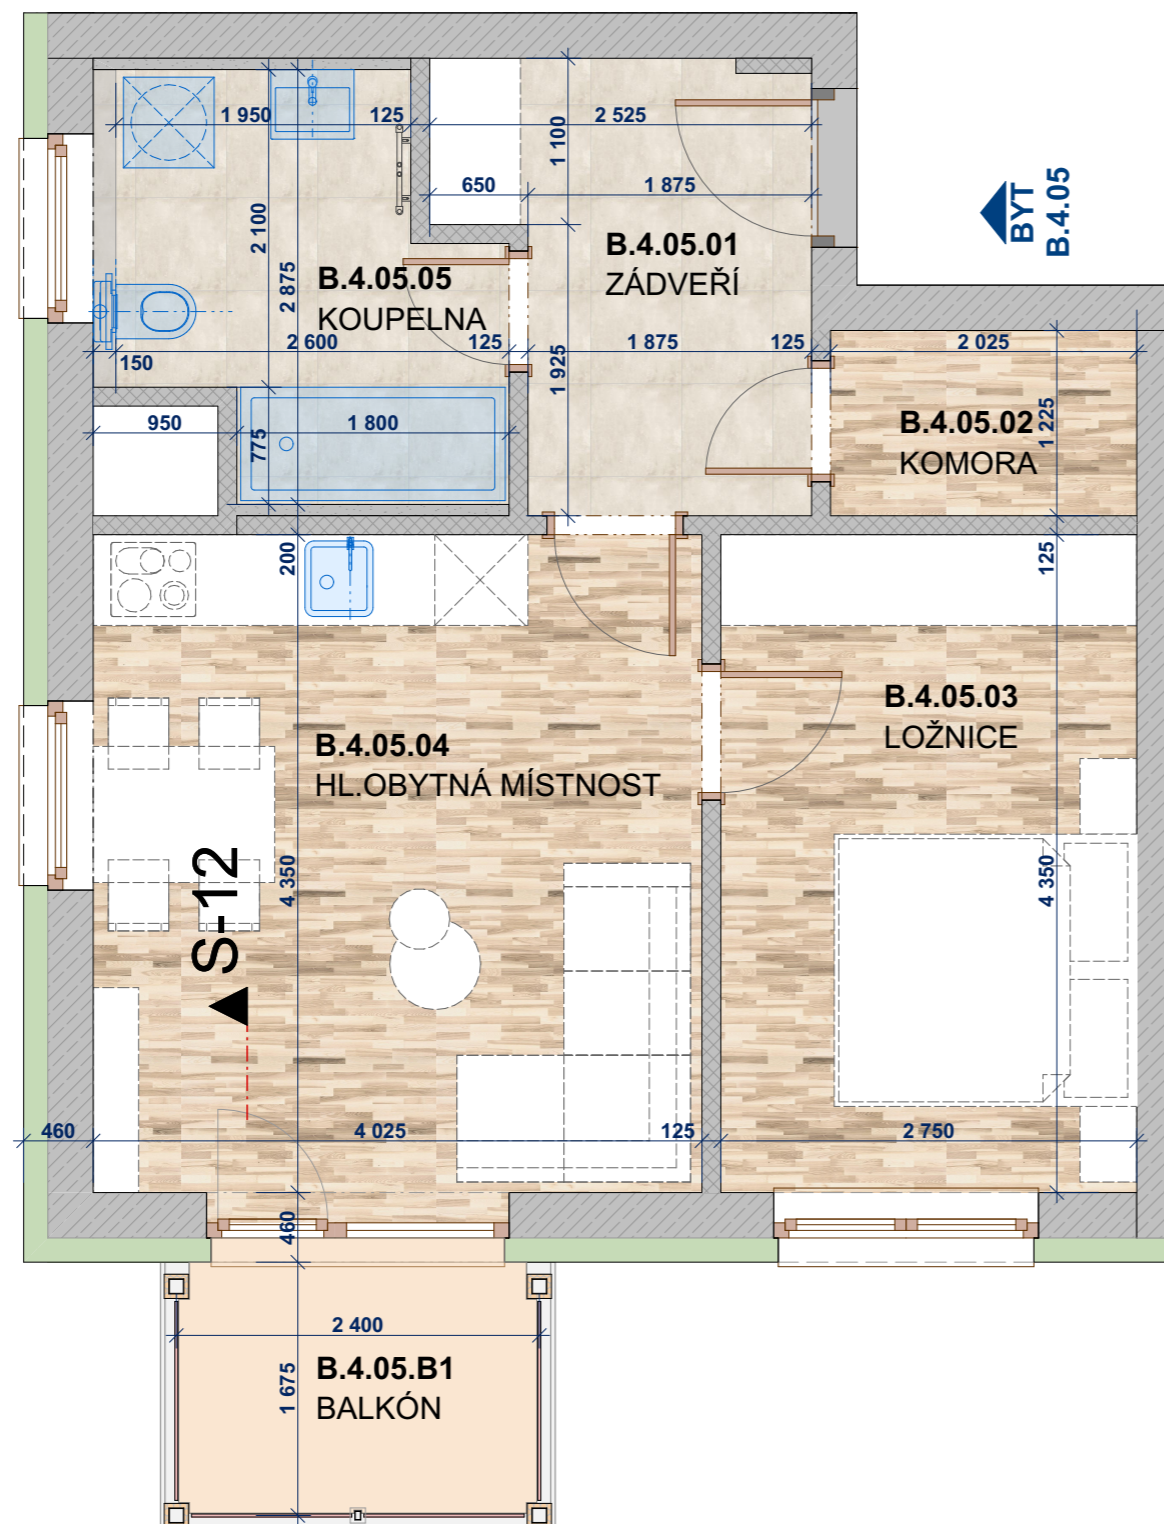 1 950
125
2 525
1 100
650
1 875
BYT
B.4.05
2 100
2 875
B.4.05.05
KOUPELNA
B.4.05.01
ZÁDVEŘÍ
2 600
125
1 875
125
2 025
150
1 925
950
775
1 800
B.4.05.02
KOMORA
1 225
200
125
B.4.05.03
LOŽNICE
B.4.05.04
HL.OBYTNÁ MÍSTNOST
S-12
4 350
4 350
460
4 025
125
2 750
460
2 400
1 675
B.4.05.B1
BALKÓN